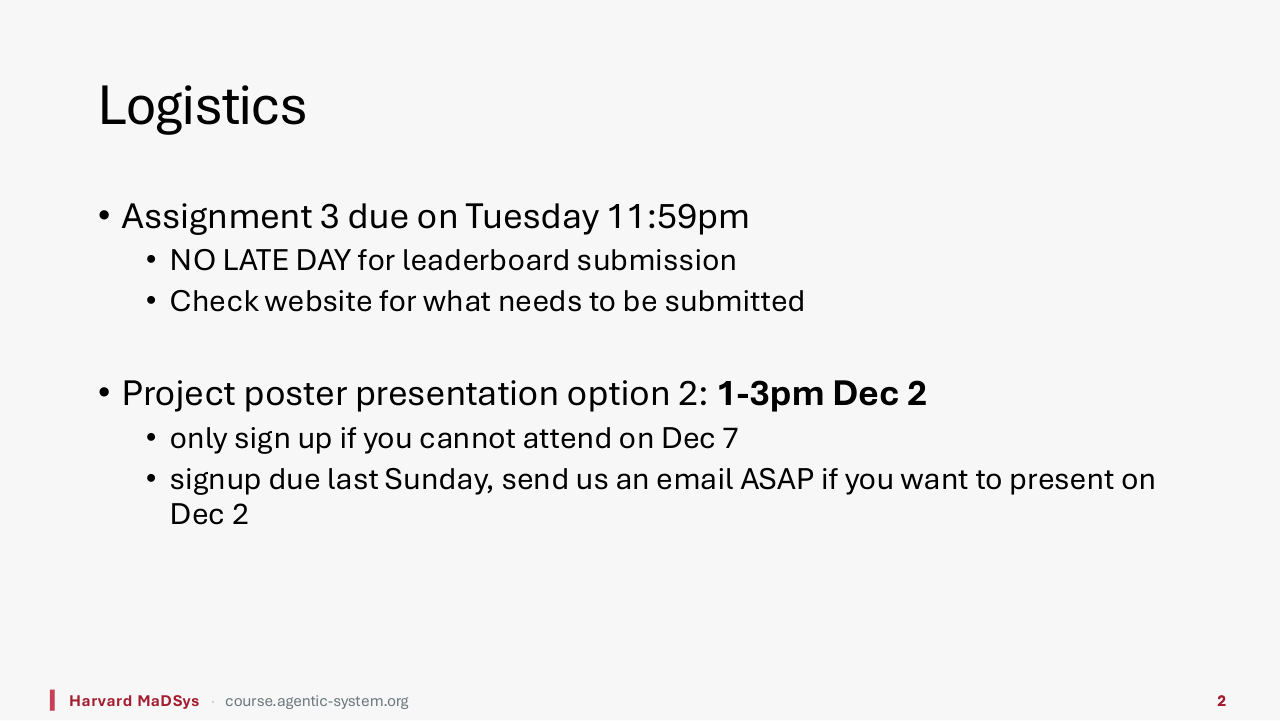 Logistics
• Assignment 3 due on Tuesday 11:59pm
• NO LATE DAY for leaderboard submission
• Check website for what needs to be submitted
• Project poster presentation option 2: 1-3pm Dec 2
• only sign up if you cannot attend on Dec 7
• signup due last Sunday, send us an email ASAP if you want to present on
Dec 2
Harvard MaDSys · course.agentic-system.org
2